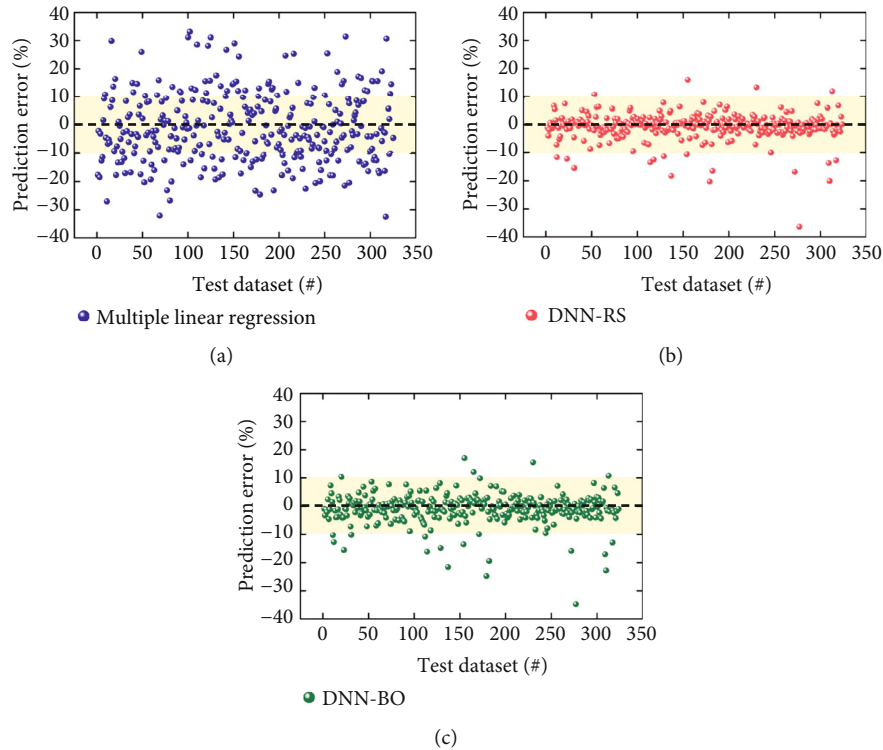 40
30
20
10
0
−10
−20
−30
−40
Prediction error (%)
0 50 100 150 200 250 300 350
Test dataset (#)
Multiple linear regression
(a)
40
30
20
10
0
−10
−20
−30
−40
Prediction error (%)
0 50 100 150 200 250 300 350
Test dataset (#)
DNN-RS
(b)
40
30
20
10
0
−10
−20
−30
−40
Prediction error (%)
0 50 100 150 200 250 300 350
Test dataset (#)
DNN-BO
(c)